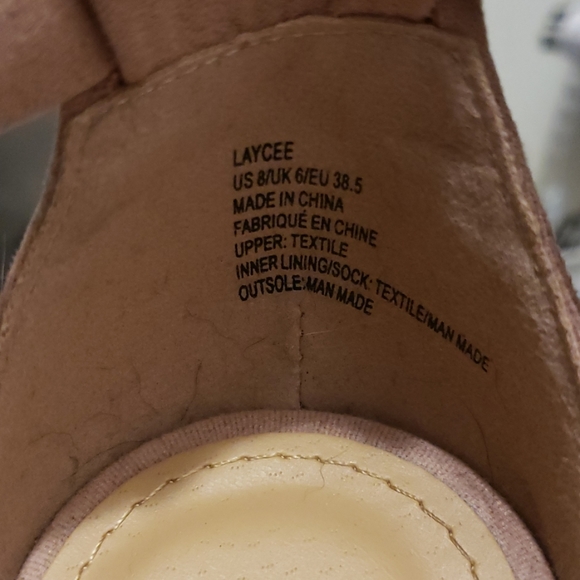 LAYCEE
US 8/UK 6/EU 38.5
MADE IN CHINA
FABRIQUÉ EN CHINE
UPPER: TEXTILE
INNER LINING/SOCK: TEXTILE/MAN MADE
OUTSOLE:MAN MADE